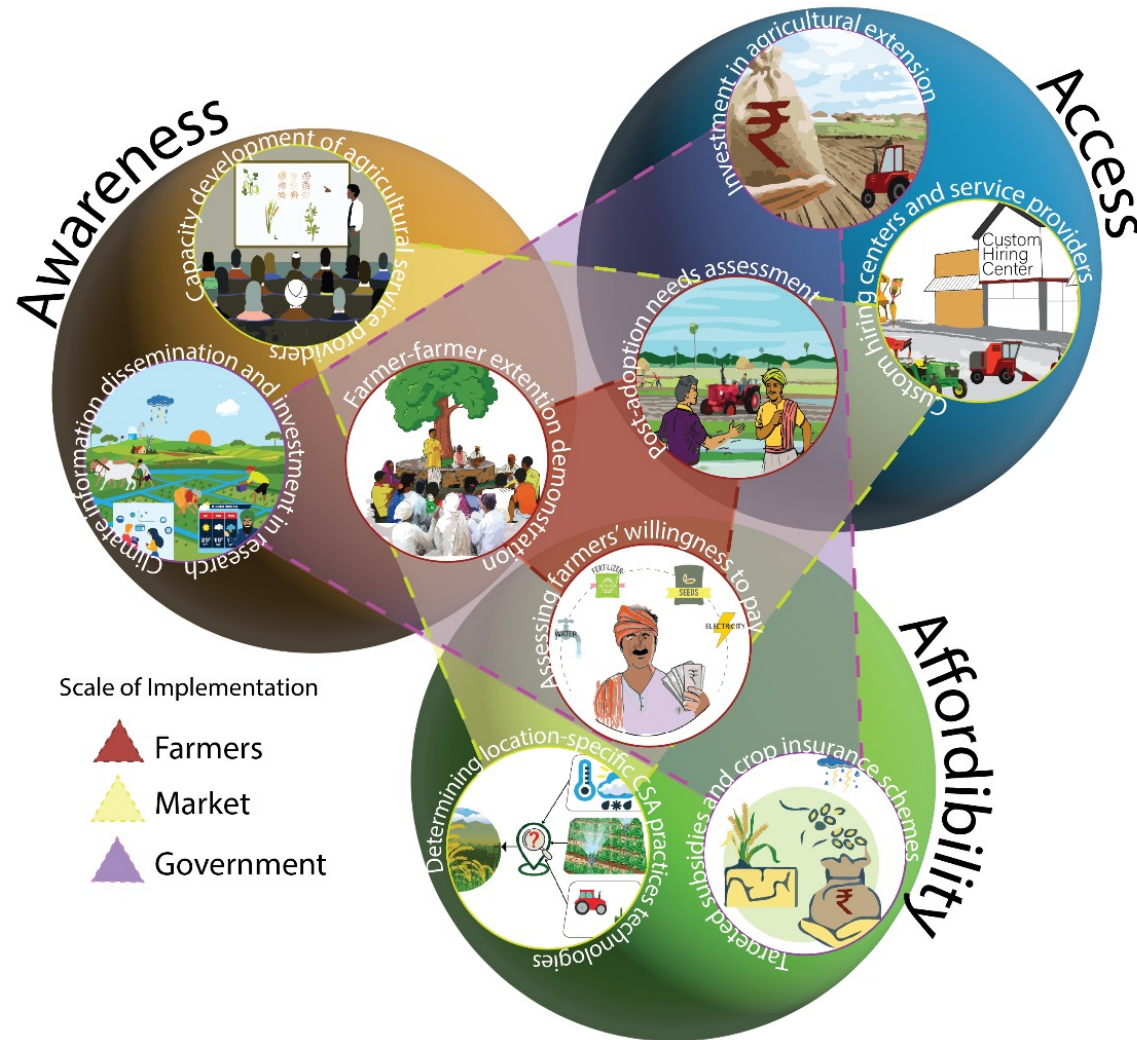 Awareness
Capacity development of agricultural service providers
Climate information dissemination and investment in research
Farmer-farmer extention demonstration
Access
Investment in agricultural extension
₹
Custom hiring centers and service providers
Custom
Hiring
Center
Post-adoption needs assessment
Affordibility
Assessing farmers' willingness to pay
FERTILIZER
SEEDS
WATER
ELECTRICITY
Determining location-specific CSA practices technologies
?
Targeted subsidies and crop insurance schemes
₹
Scale of Implementation
Farmers
Market
Government